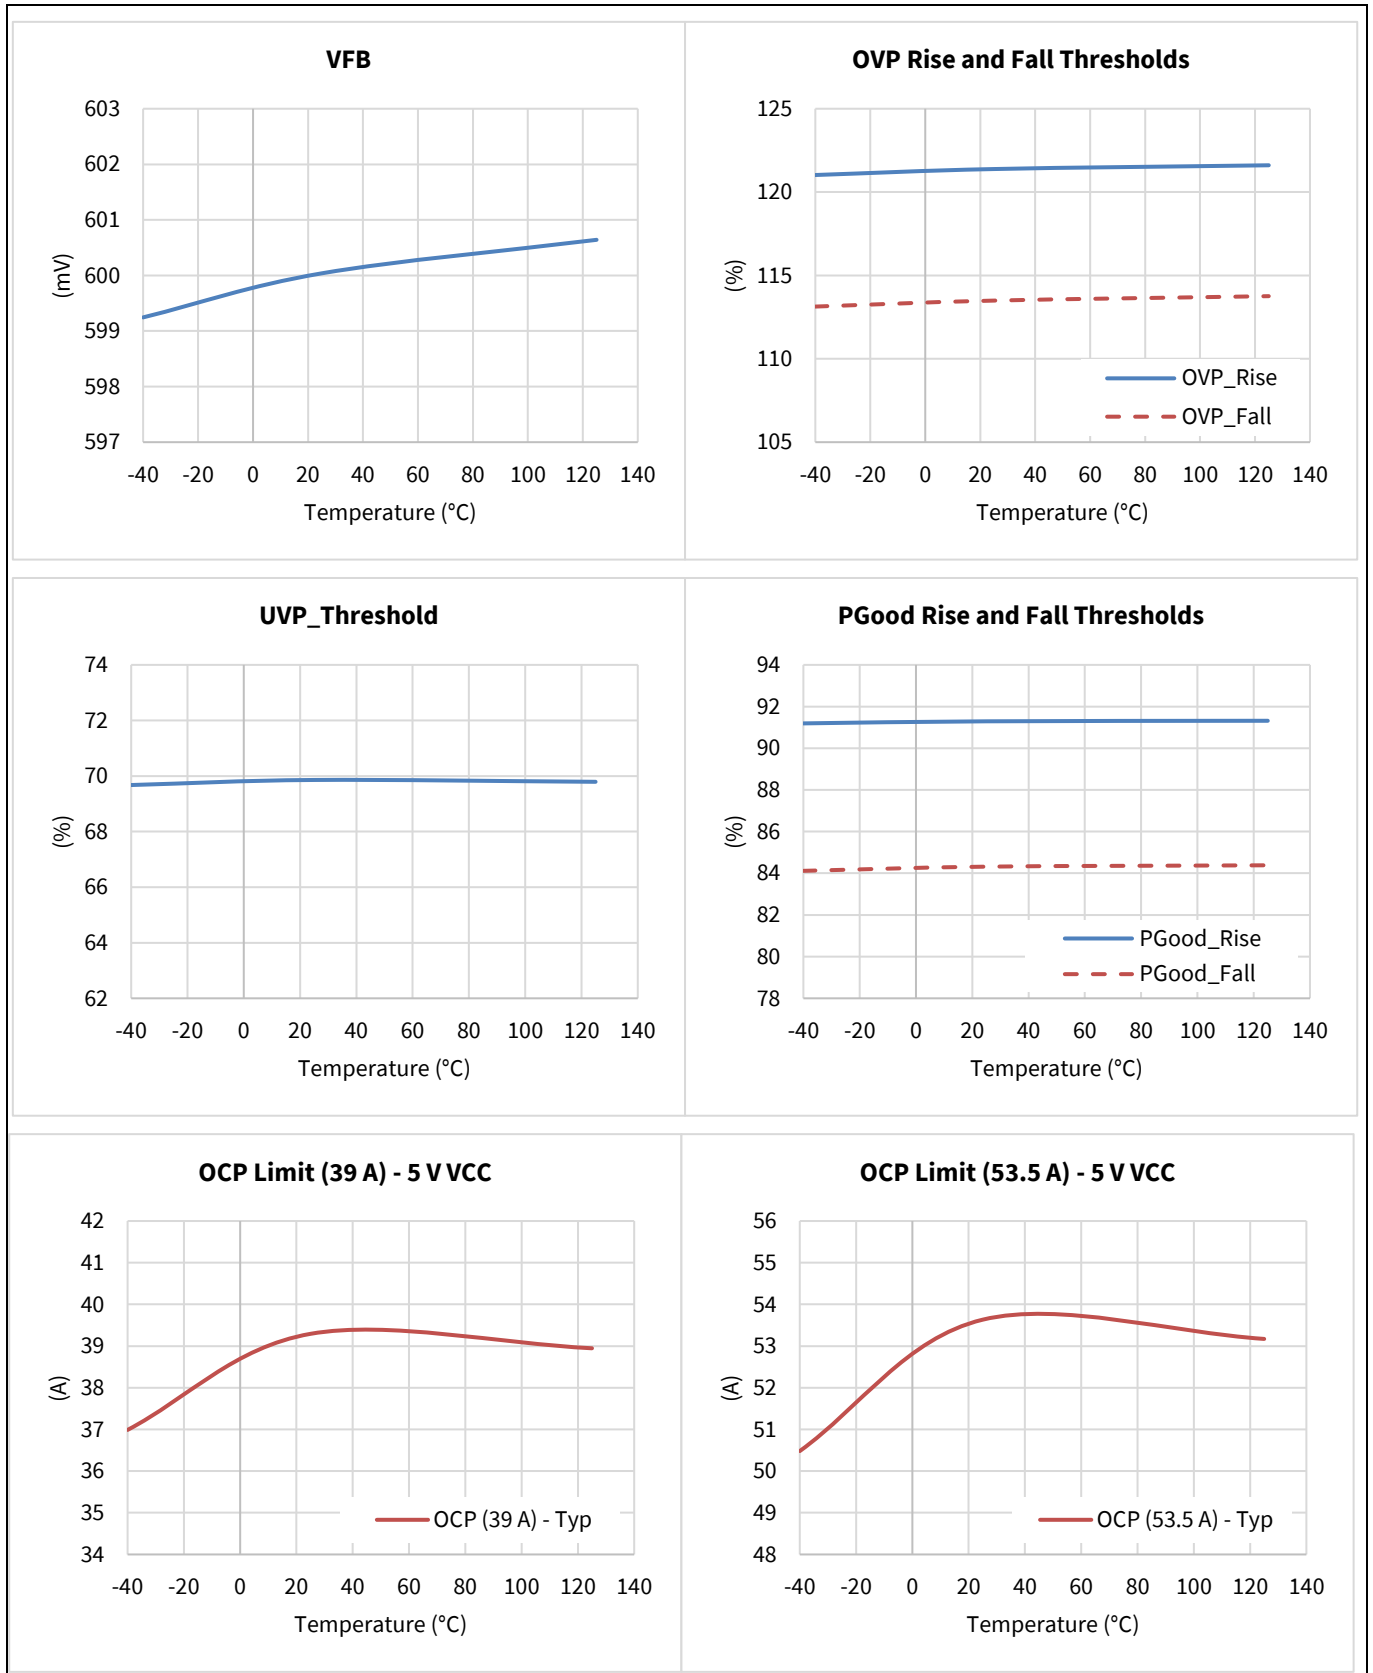 VFB
603
602
601
600
599
598
597
(mV)
-40 -20 0 20 40 60 80 100 120 140
Temperature (°C)
OVP Rise and Fall Thresholds
125
120
115
110
105
(%)
OVP_Rise
OVP_Fall
-40 -20 0 20 40 60 80 100 120 140
Temperature (°C)
UVP_Threshold
74
72
70
68
66
64
62
(%)
-40 -20 0 20 40 60 80 100 120 140
Temperature (°C)
PGood Rise and Fall Thresholds
94
92
90
88
86
84
82
80
78
(%)
PGood_Rise
PGood_Fall
-40 -20 0 20 40 60 80 100 120 140
Temperature (°C)
OCP Limit (39 A) - 5 V VCC
42
41
40
39
38
37
36
35
34
(A)
OCP (39 A) - Typ
-40 -20 0 20 40 60 80 100 120 140
Temperature (°C)
OCP Limit (53.5 A) - 5 V VCC
56
55
54
53
52
51
50
49
48
(A)
OCP (53.5 A) - Typ
-40 -20 0 20 40 60 80 100 120 140
Temperature (°C)